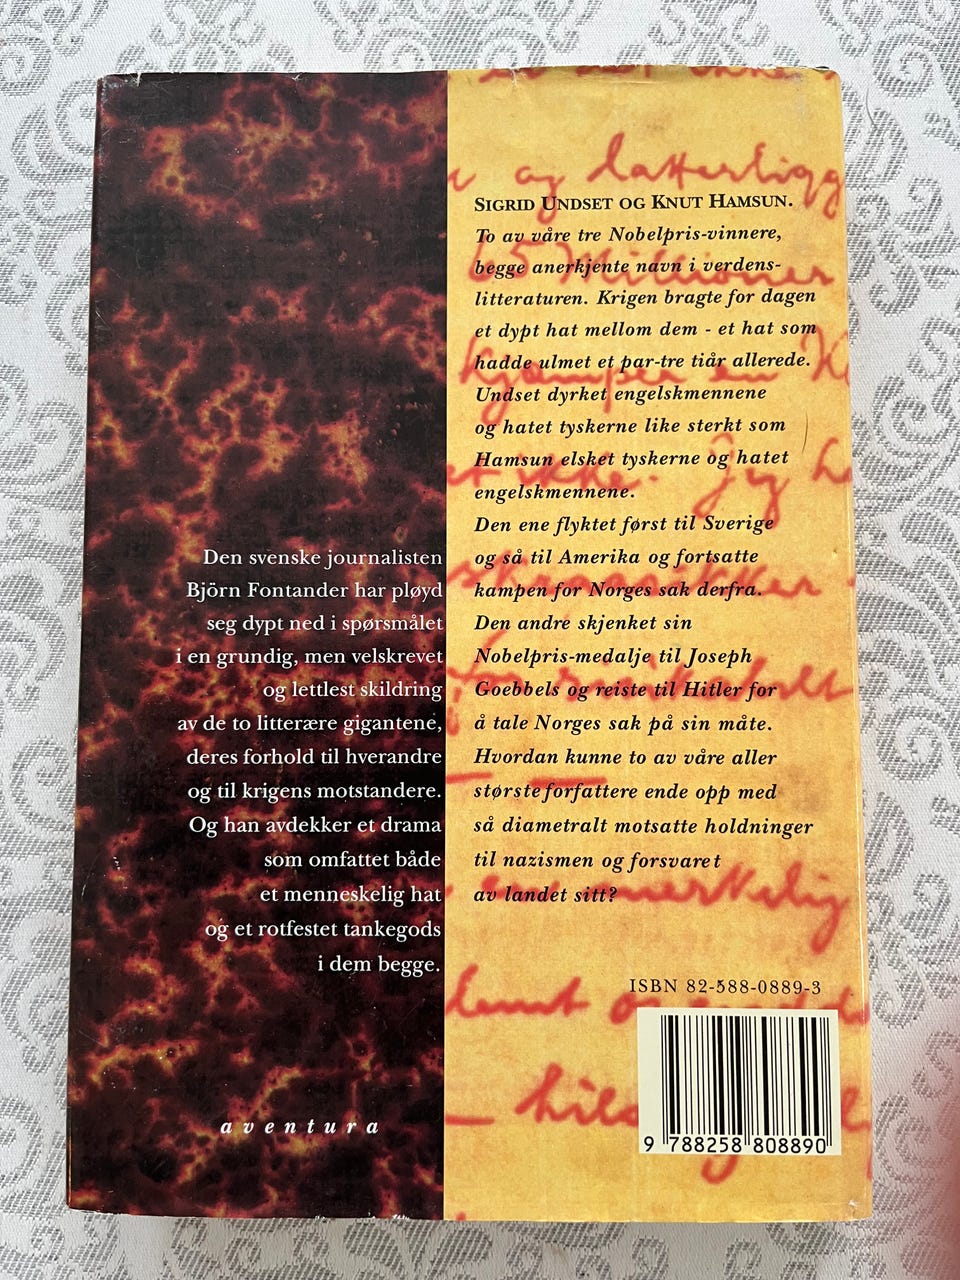 Den svenske journalisten
Björn Fontander har pløyd
seg dypt ned i spørsmålet
i en grundig, men velskrevet
og lettlest skildring
av de to litterære gigantene,
deres forhold til hverandre
og til krigens motstandere.
Og han avdekker et drama
som omfattet både
et menneskelig hat
og et rotfestet tankegods
i dem begge.
aventura
SIGRID UNDSET OG KNUT HAMSUN.
To av våre tre Nobelpris-vinnere,
begge anerkjente navn i verdens-
litteraturen. Krigen bragte for dagen
et dypt hat mellom dem - et hat som
hadde ulmet et par-tre tiår allerede.
Undset dyrket engelskmennene
og hatet tyskerne like sterkt som
Hamsun elsket tyskerne og hatet
engelskmennene.
Den ene flyktet først til Sverige
og så til Amerika og fortsatte
kampen for Norges sak derfra.
Den andre skjenket sin
Nobelpris-medalje til Joseph
Goebbels og reiste til Hitler for
å tale Norges sak på sin måte.
Hvordan kunne to av våre aller
største forfattere ende opp med
så diametralt motsatte holdninger
til nazismen og forsvaret
av landet sitt?
og latterligg
65 Millioner
kjemper
ikke. Jeg
ISBN 82-588-0889-3
9 788258 808890